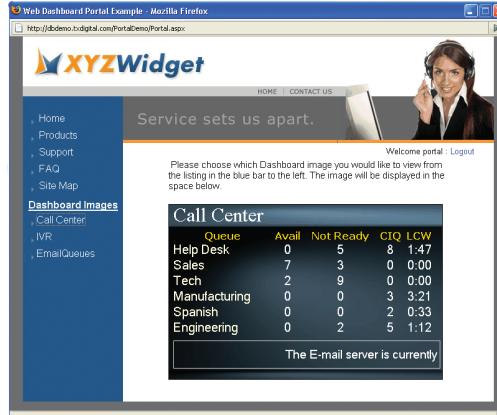 Web Dashboard Portal Example - Mozilla Firefox
http://dbdemo.txdigital.com/PortalDemo/Portal.aspx
XYZWidget
HOME | CONTACT US
Service sets us apart.
Home
Products
Support
FAQ
Site Map
Dashboard Images
Call Center
IVR
EmailQueues
Welcome portal : Logout
Please choose which Dashboard image you would like to view from
the listing in the blue bar to the left. The image will be displayed in the
space below.
Call Center
Queue Avail Not Ready CIQ LCW
Help Desk 0 5 8 1:47
Sales 7 3 0 0:00
Tech 2 9 0 0:00
Manufacturing 0 0 3 3:21
Spanish 0 0 2 0:33
Engineering 0 2 5 1:12
The E-mail server is currently